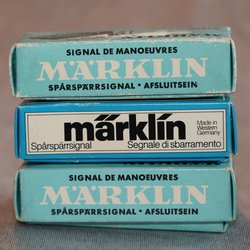 SIGNAL DE MANOEUVRES
MÄRKLIN
SPÅRSPÄRRSIGNAL · AFSLUITSEIN
märklin
Made in
Western
Germany
Spårspärrsignal
Segnale di sbarramento
SIGNAL DE MANOEUVRES
MÄRKLIN
SPÅRSPÄRRSIGNAL · AFSLUITSEIN